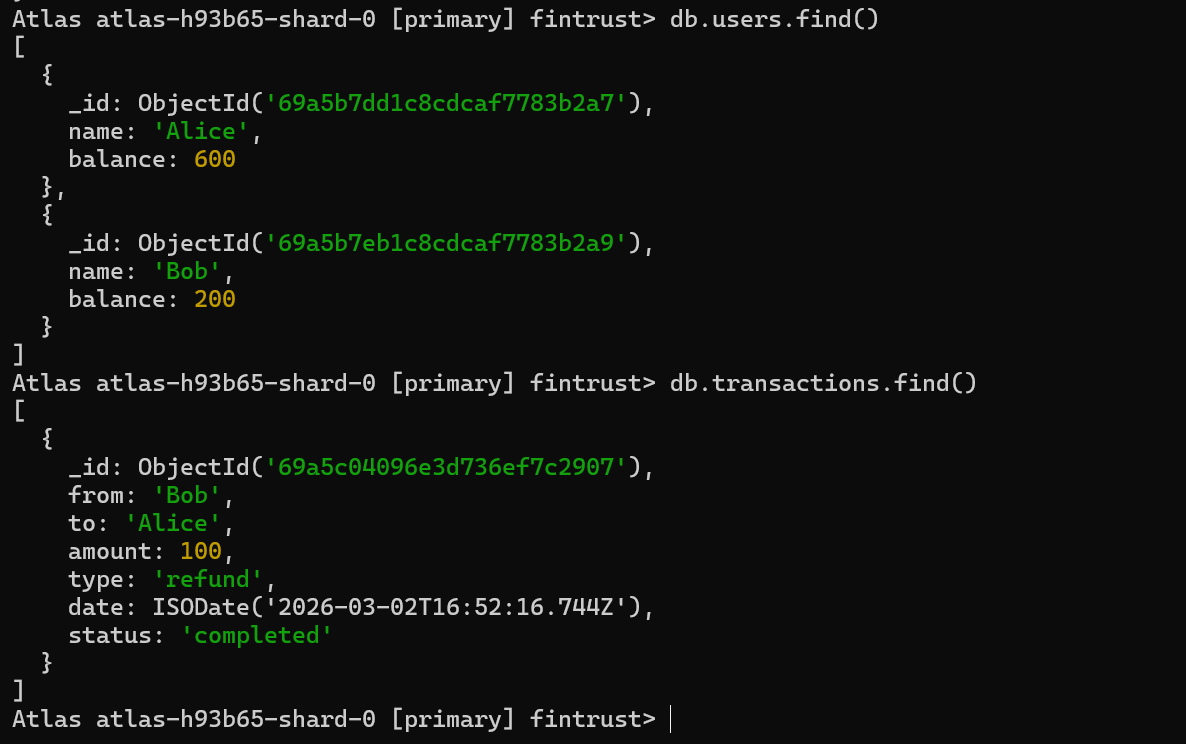 Atlas atlas-h93b65-shard-0 [primary] fintrust> db.users.find()
[
  {
    _id: ObjectId('69a5b7dd1c8cdcaf7783b2a7'),
    name: 'Alice',
    balance: 600
  },
  {
    _id: ObjectId('69a5b7eb1c8cdcaf7783b2a9'),
    name: 'Bob',
    balance: 200
  }
]
Atlas atlas-h93b65-shard-0 [primary] fintrust> db.transactions.find()
[
  {
    _id: ObjectId('69a5c04096e3d736ef7c2907'),
    from: 'Bob',
    to: 'Alice',
    amount: 100,
    type: 'refund',
    date: ISODate('2026-03-02T16:52:16.744Z'),
    status: 'completed'
  }
]
Atlas atlas-h93b65-shard-0 [primary] fintrust>